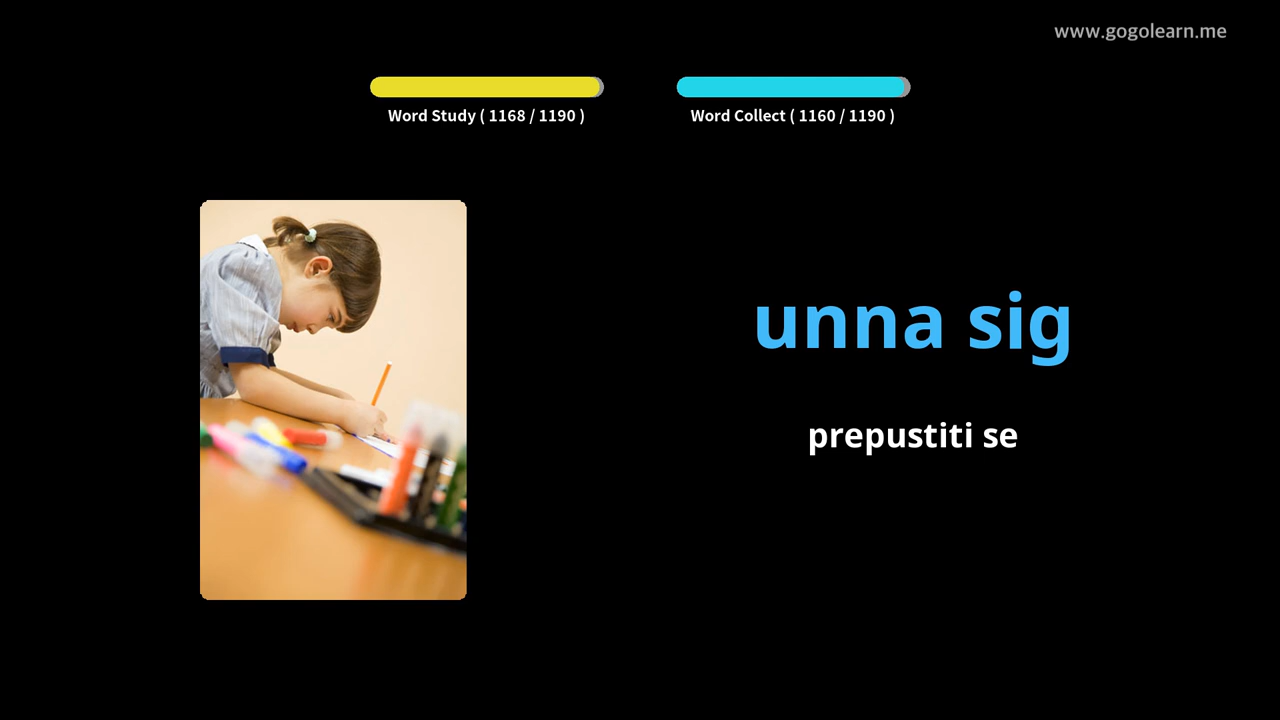 www.gogolearn.me
Word Study ( 1168 / 1190 )
Word Collect ( 1160 / 1190 )
unna sig
prepustiti se